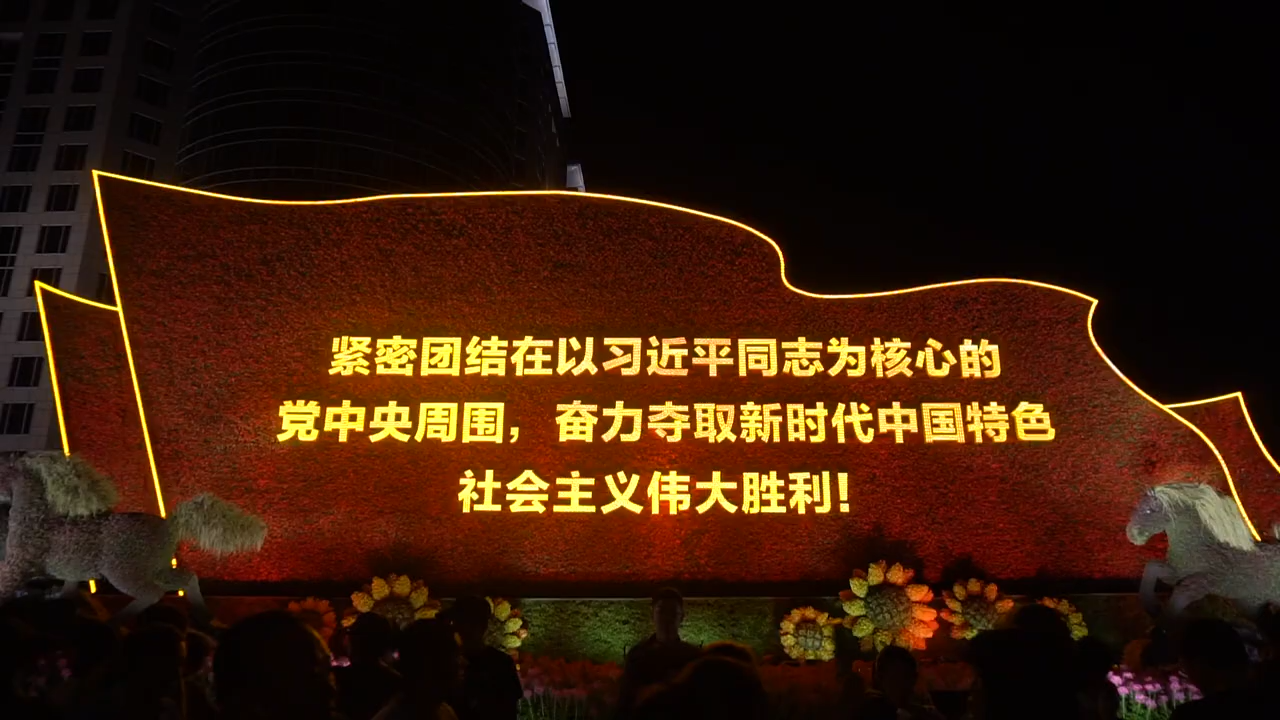 紧密团结在以习近平同志为核心的
党中央周围，奋力夺取新时代中国特色
社会主义伟大胜利！